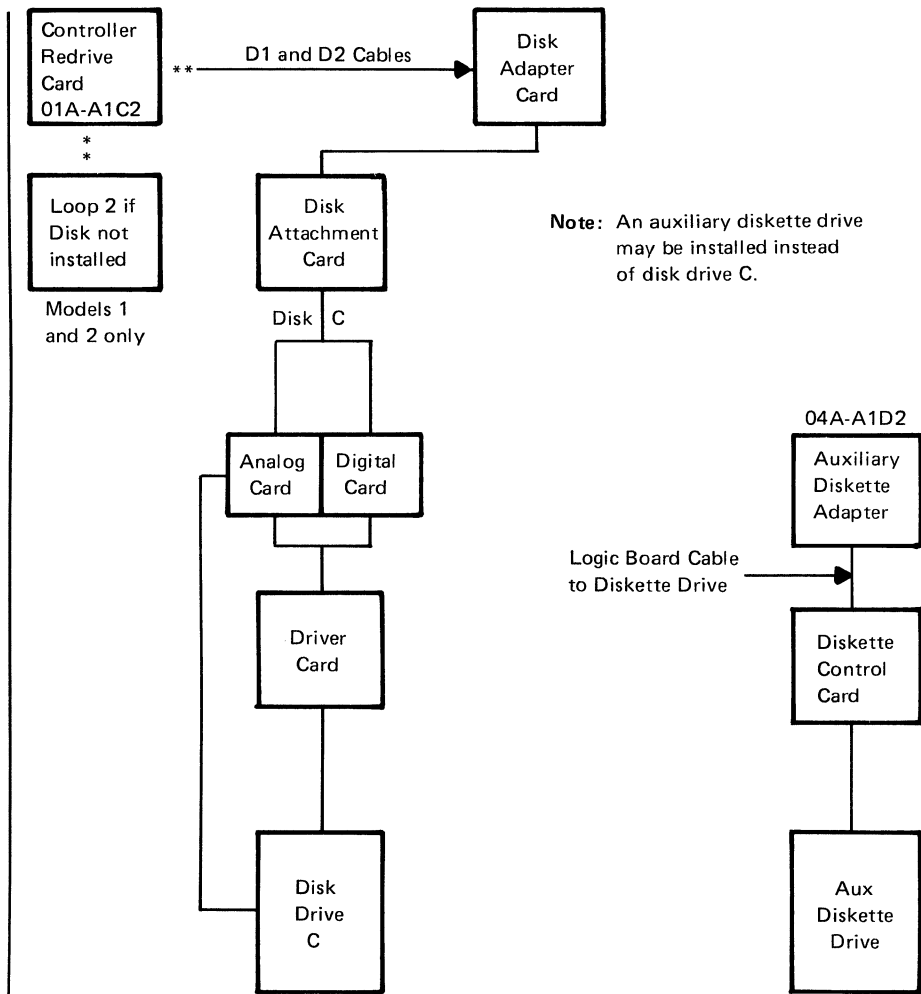 Controller
Redrive
Card
01A-A1C2
** D1 and D2 Cables
Disk
Adapter
Card
*
*
Loop 2 if
Disk not
installed
Models 1
and 2 only
Disk
Attachment
Card
Note: An auxiliary diskette drive
may be installed instead
of disk drive C.
Disk C
Analog
Card
Digital
Card
04A-A1D2
Auxiliary
Diskette
Adapter
Logic Board Cable
to Diskette Drive
Driver
Card
Diskette
Control
Card
Disk
Drive
C
Aux
Diskette
Drive